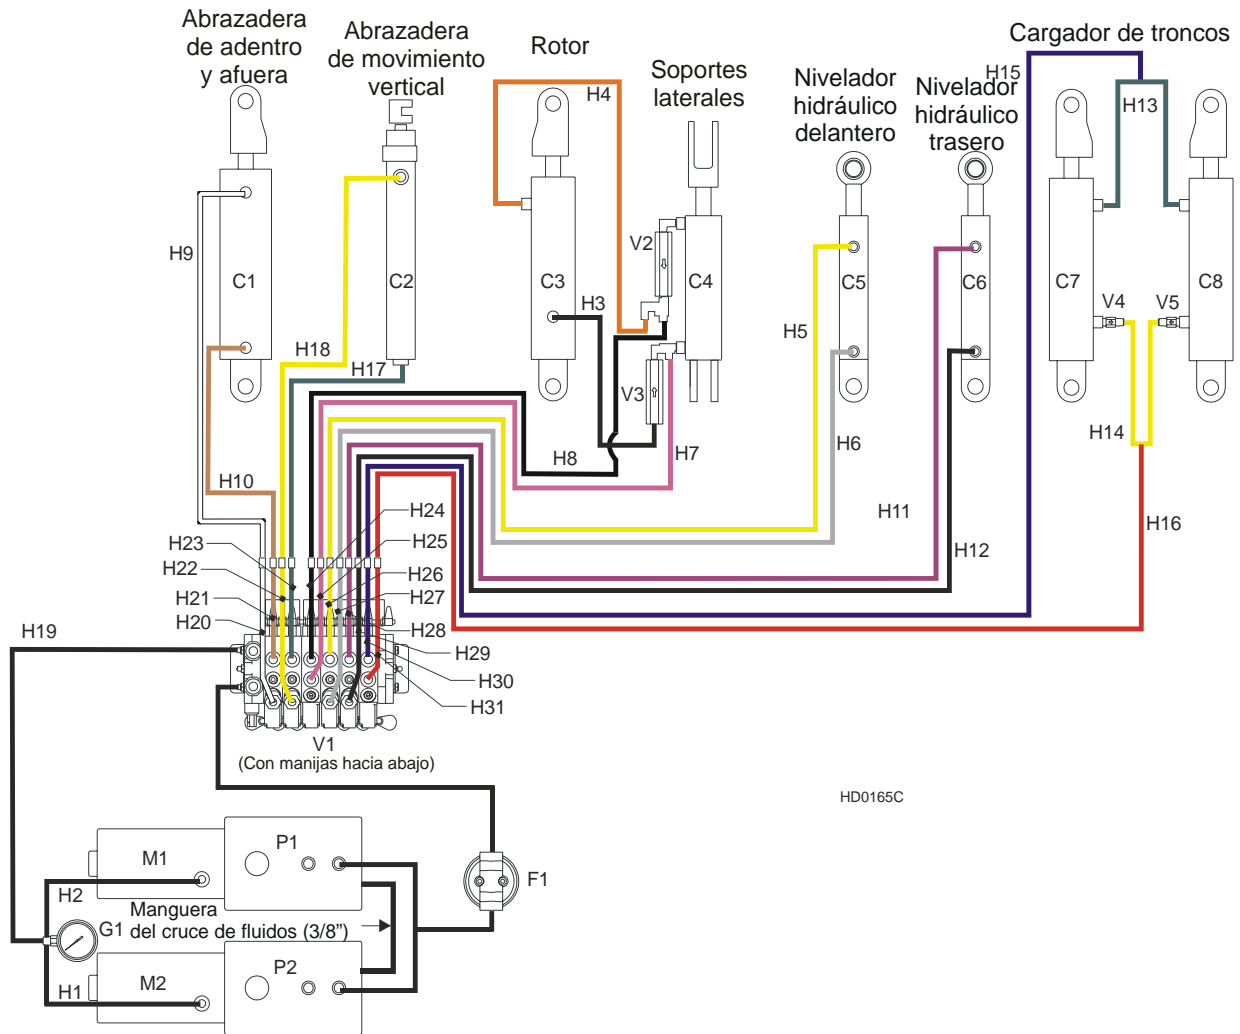 Abrazadera
de adentro
y afuera
Abrazadera
de movimiento
vertical
Rotor
Soportes
laterales
Nivelador
hidráulico
delantero
Nivelador
hidráulico
trasero
Cargador de troncos
H15
H4
H13
H9
V2
C1
C2
C3
C4
C5
C6
C7
C8
H3
H5
V4
V5
H18
H17
V3
H14
H6
H7
H8
H10
H11
H16
H12
H24
H25
H23
H26
H22
H27
H21
H28
H20
H19
H29
H30
H31
V1
(Con manijas hacia abajo)
HD0165C
P1
M1
F1
H2
Manguera
del cruce de fluidos (3/8")
G1
P2
M2
H1